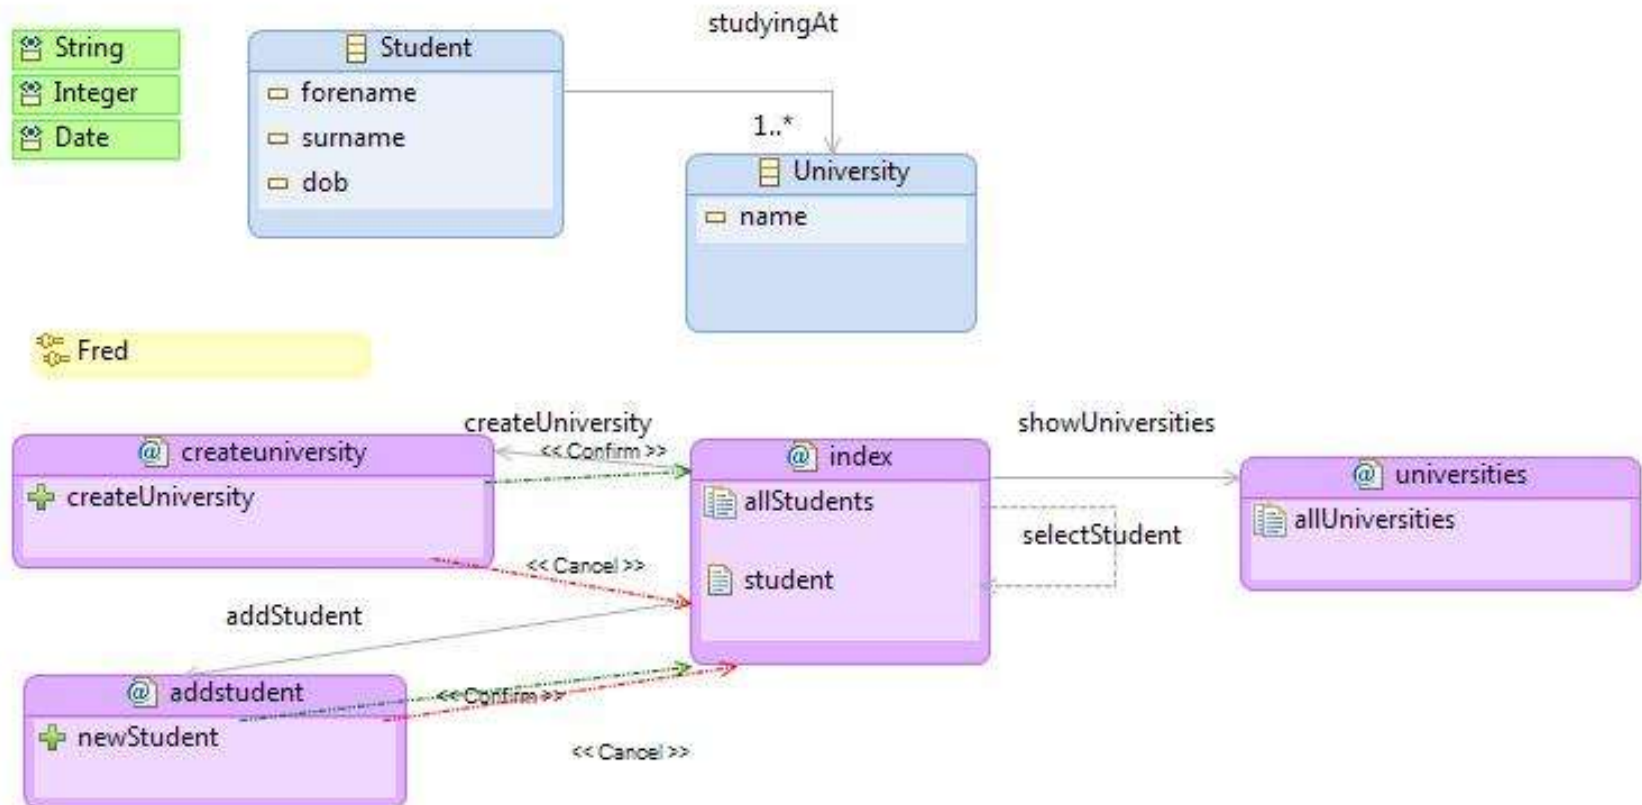 studyingAt
String
Student
Integer
forename
Date
surname
1..*
dob
University
name
Fred
createUniversity
showUniversities
createuniversity
<< Confirm >>
index
universities
createUniversity
allStudents
allUniversities
selectStudent
<< Cancel >>
student
addStudent
addstudent
<< Confirm >>
newStudent
<< Cancel >>